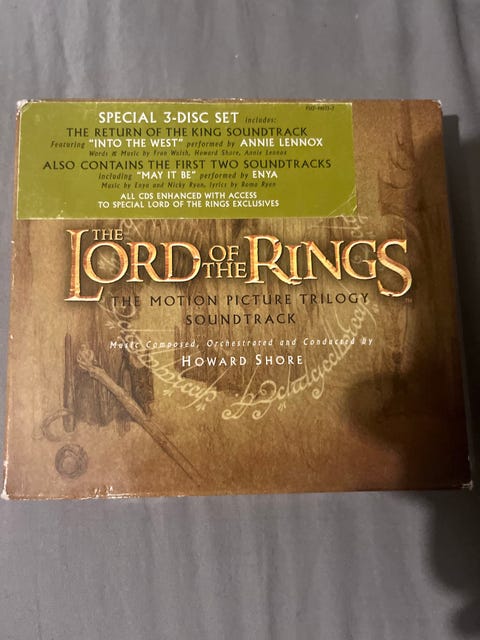 SPECIAL 3-DISC SET includes:
THE RETURN OF THE KING SOUNDTRACK
Featuring "INTO THE WEST" performed by ANNIE LENNOX
Words & Music by Fran Walsh, Howard Shore, Annie Lennox
ALSO CONTAINS THE FIRST TWO SOUNDTRACKS
including "MAY IT BE" performed by ENYA
Music by Enya and Nicky Ryan, lyrics by Roma Ryan
ALL CDS ENHANCED WITH ACCESS
TO SPECIAL LORD OF THE RINGS EXCLUSIVES
THE
LORD OF THE RINGS
THE MOTION PICTURE TRILOGY
SOUNDTRACK
Music Composed, Orchestrated and Conducted by
HOWARD SHORE